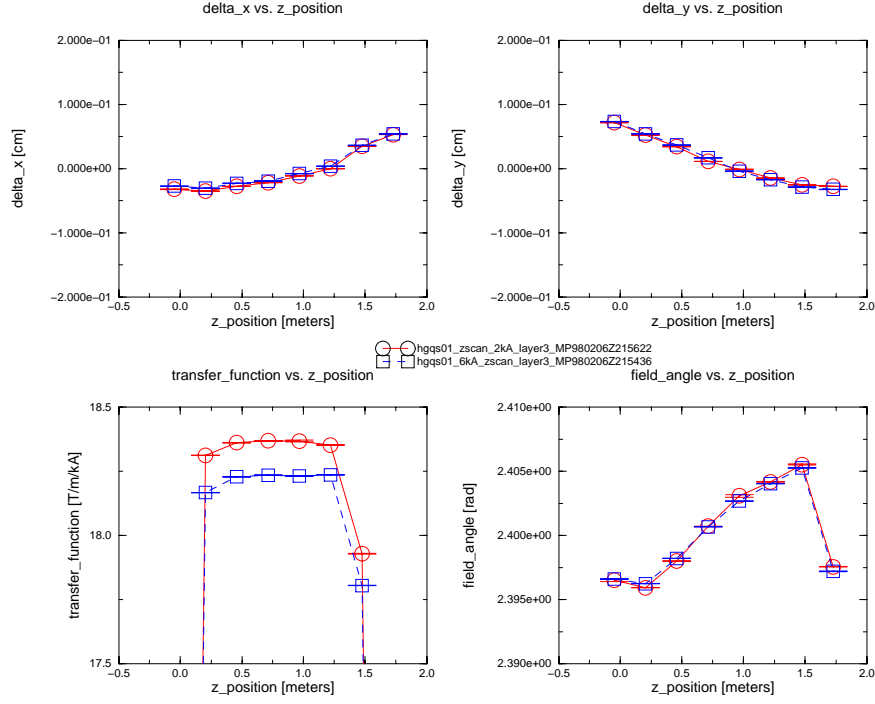 delta_x vs. z_position
delta_y vs. z_position
2.000e−01
1.000e−01
0.000e+00
−1.000e−01
−2.000e−01
delta_x [cm]
−0.5 0.0 0.5 1.0 1.5 2.0
z_position [meters]
2.000e−01
1.000e−01
0.000e+00
−1.000e−01
−2.000e−01
delta_y [cm]
−0.5 0.0 0.5 1.0 1.5 2.0
z_position [meters]
hgqs01_zscan_2kA_layer3_MP980206Z215622
hgqs01_6kA_zscan_layer3_MP980206Z215436
transfer_function vs. z_position
field_angle vs. z_position
18.5
18.0
17.5
transfer_function [T/m/kA]
−0.5 0.0 0.5 1.0 1.5 2.0
z_position [meters]
2.410e+00
2.405e+00
2.400e+00
2.395e+00
2.390e+00
field_angle [rad]
−0.5 0.0 0.5 1.0 1.5 2.0
z_position [meters]